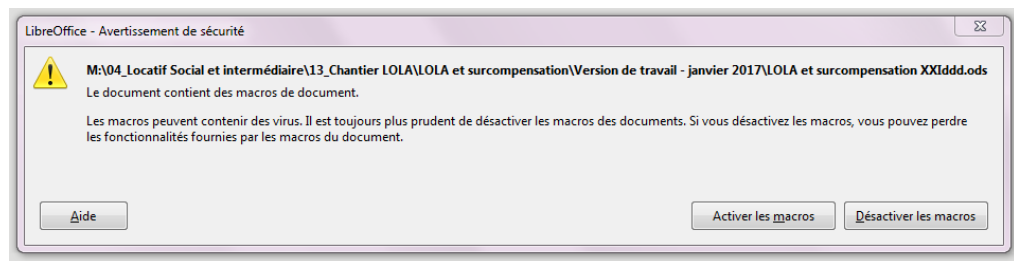 LibreOffice - Avertissement de sécurité
M:\04_Locatif Social et intermédiaire\13_Chantier LOLA\LOLA et surcompensation\Version de travail - janvier 2017\LOLA et surcompensation XXIddd.ods
Le document contient des macros de document.
Les macros peuvent contenir des virus. Il est toujours plus prudent de désactiver les macros des documents. Si vous désactivez les macros, vous pouvez perdre
les fonctionnalités fournies par les macros du document.
Aide
Activer les macros
Désactiver les macros